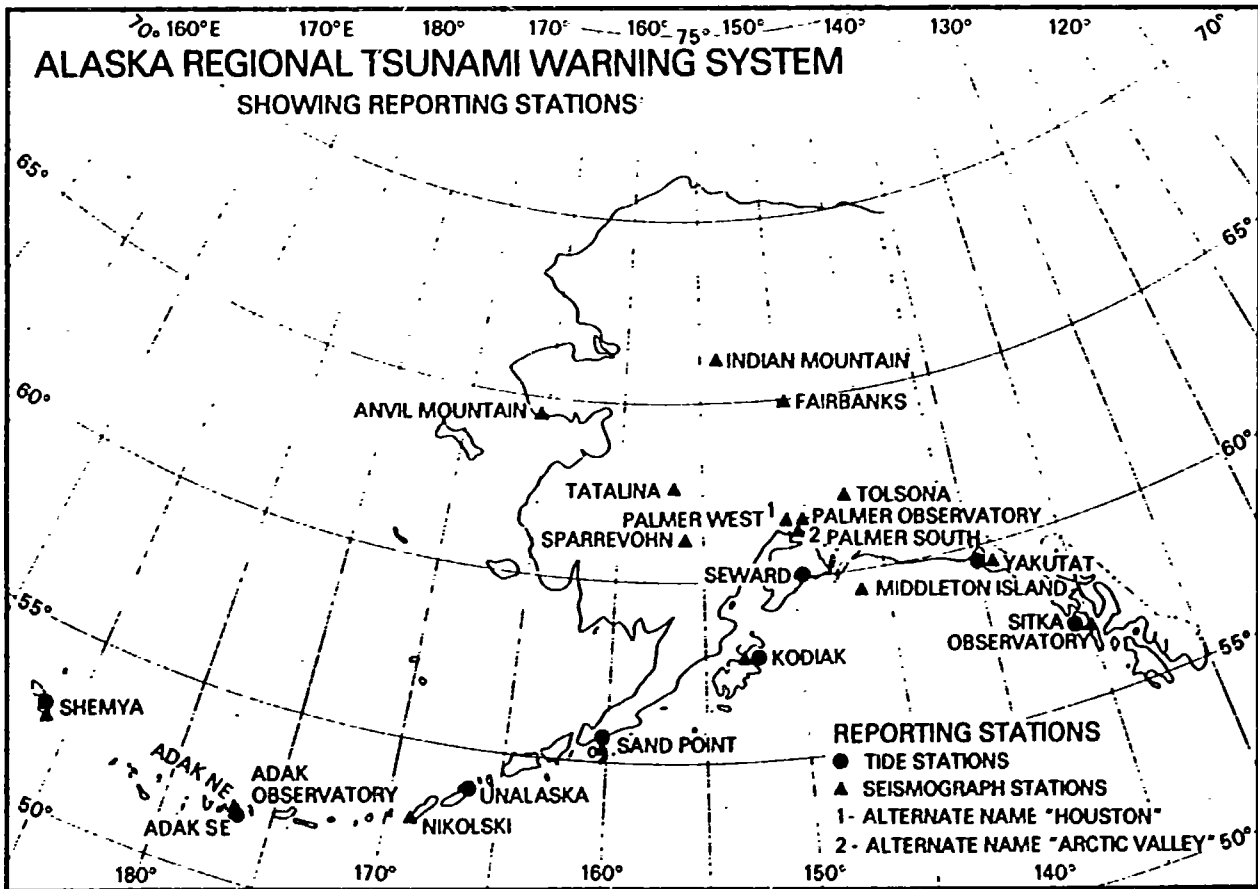 70° 160°E 170°E 180° 170° 160° 75° 150° 140° 130° 120° 70°
ALASKA REGIONAL TSUNAMI WARNING SYSTEM
SHOWING REPORTING STATIONS
65°
65°
INDIAN MOUNTAIN
60°
FAIRBANKS
ANVIL MOUNTAIN
60°
TATALINA
TOLSONA
PALMER WEST 1
PALMER OBSERVATORY
SPARREVOHN
2 PALMER SOUTH
YAKUTAT
SEWARD
MIDDLETON ISLAND
55°
SITKA
OBSERVATORY
55°
KODIAK
SHEMYA
SAND POINT
REPORTING STATIONS
TIDE STATIONS
SEISMOGRAPH STATIONS
1- ALTERNATE NAME "HOUSTON"
2- ALTERNATE NAME "ARCTIC VALLEY"
ADAK NE
ADAK
OBSERVATORY
UNALASKA
50°
ADAK SE
NIKOLSKI
50°
180° 170° 160° 150° 140°